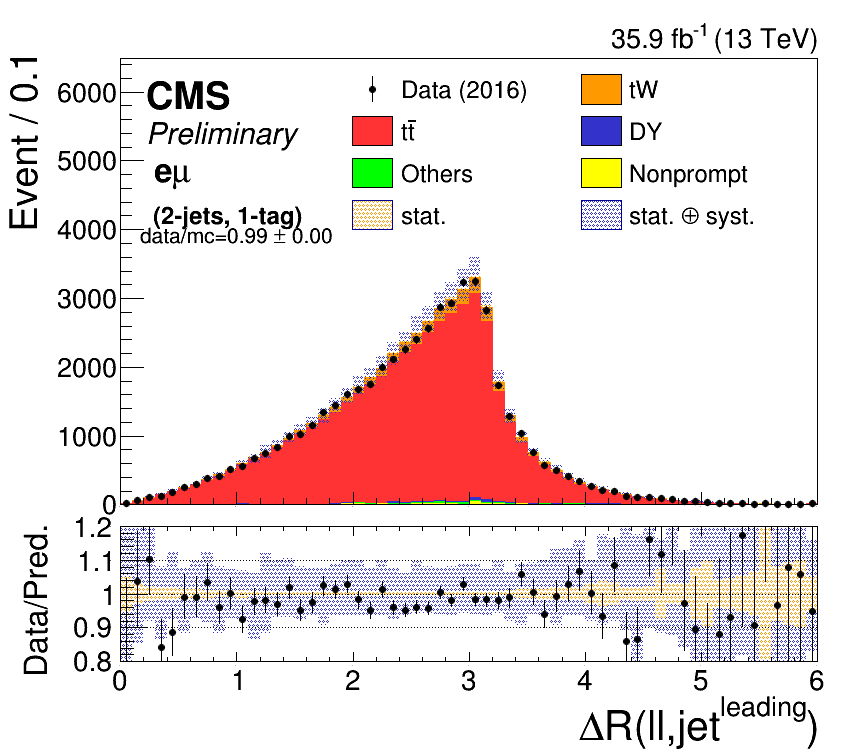 35.9 fb⁻¹ (13 TeV)
Event / 0.1
CMS
Preliminary
eμ
(2-jets, 1-tag)
data/mc=0.99 ± 0.00
Data (2016)
tW
tt̄
DY
Others
Nonprompt
stat.
stat. ⊕ syst.
6000
5000
4000
3000
2000
1000
0
Data/Pred.
1.2
1.1
1
0.9
0.8
0 1 2 3 4 5 6
ΔR(ll,jet^leading)